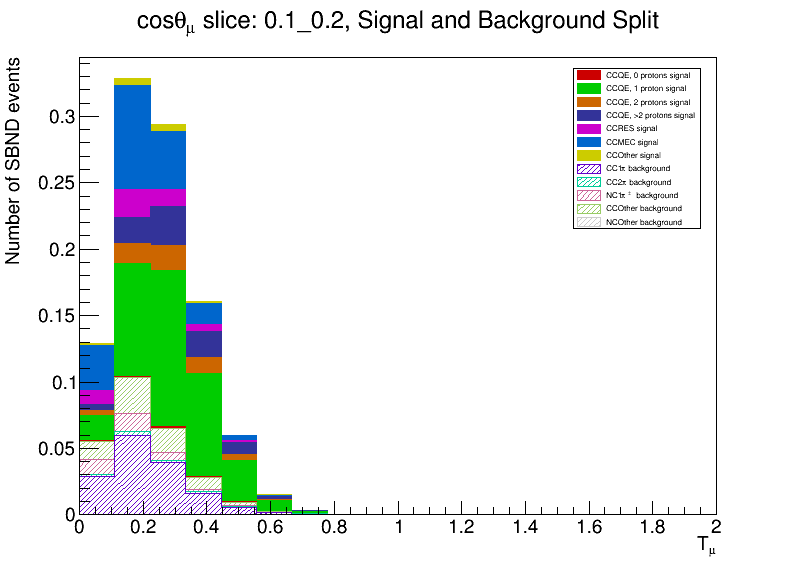 cosθμ slice: 0.1_0.2, Signal and Background Split
Number of SBND events
0.3
0.25
0.2
0.15
0.1
0.05
0
CCQE, 0 protons signal
CCQE, 1 proton signal
CCQE, 2 protons signal
CCQE, >2 protons signal
CCRES signal
CCMEC signal
CCOther signal
CC1π background
CC2π background
NC1π ± background
CCOther background
NCOther background
0 0.2 0.4 0.6 0.8 1 1.2 1.4 1.6 1.8 2
Tμ